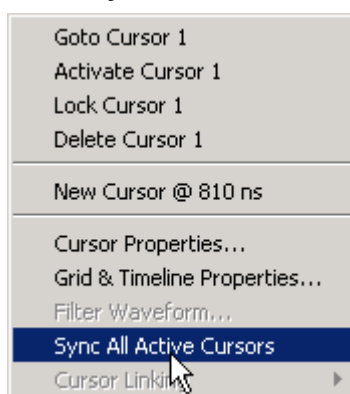 Goto Cursor 1
Activate Cursor 1
Lock Cursor 1
Delete Cursor 1
New Cursor @ 810 ns
Cursor Properties...
Grid & Timeline Properties...
Filter Waveform...
Sync All Active Cursors
Cursor Linking